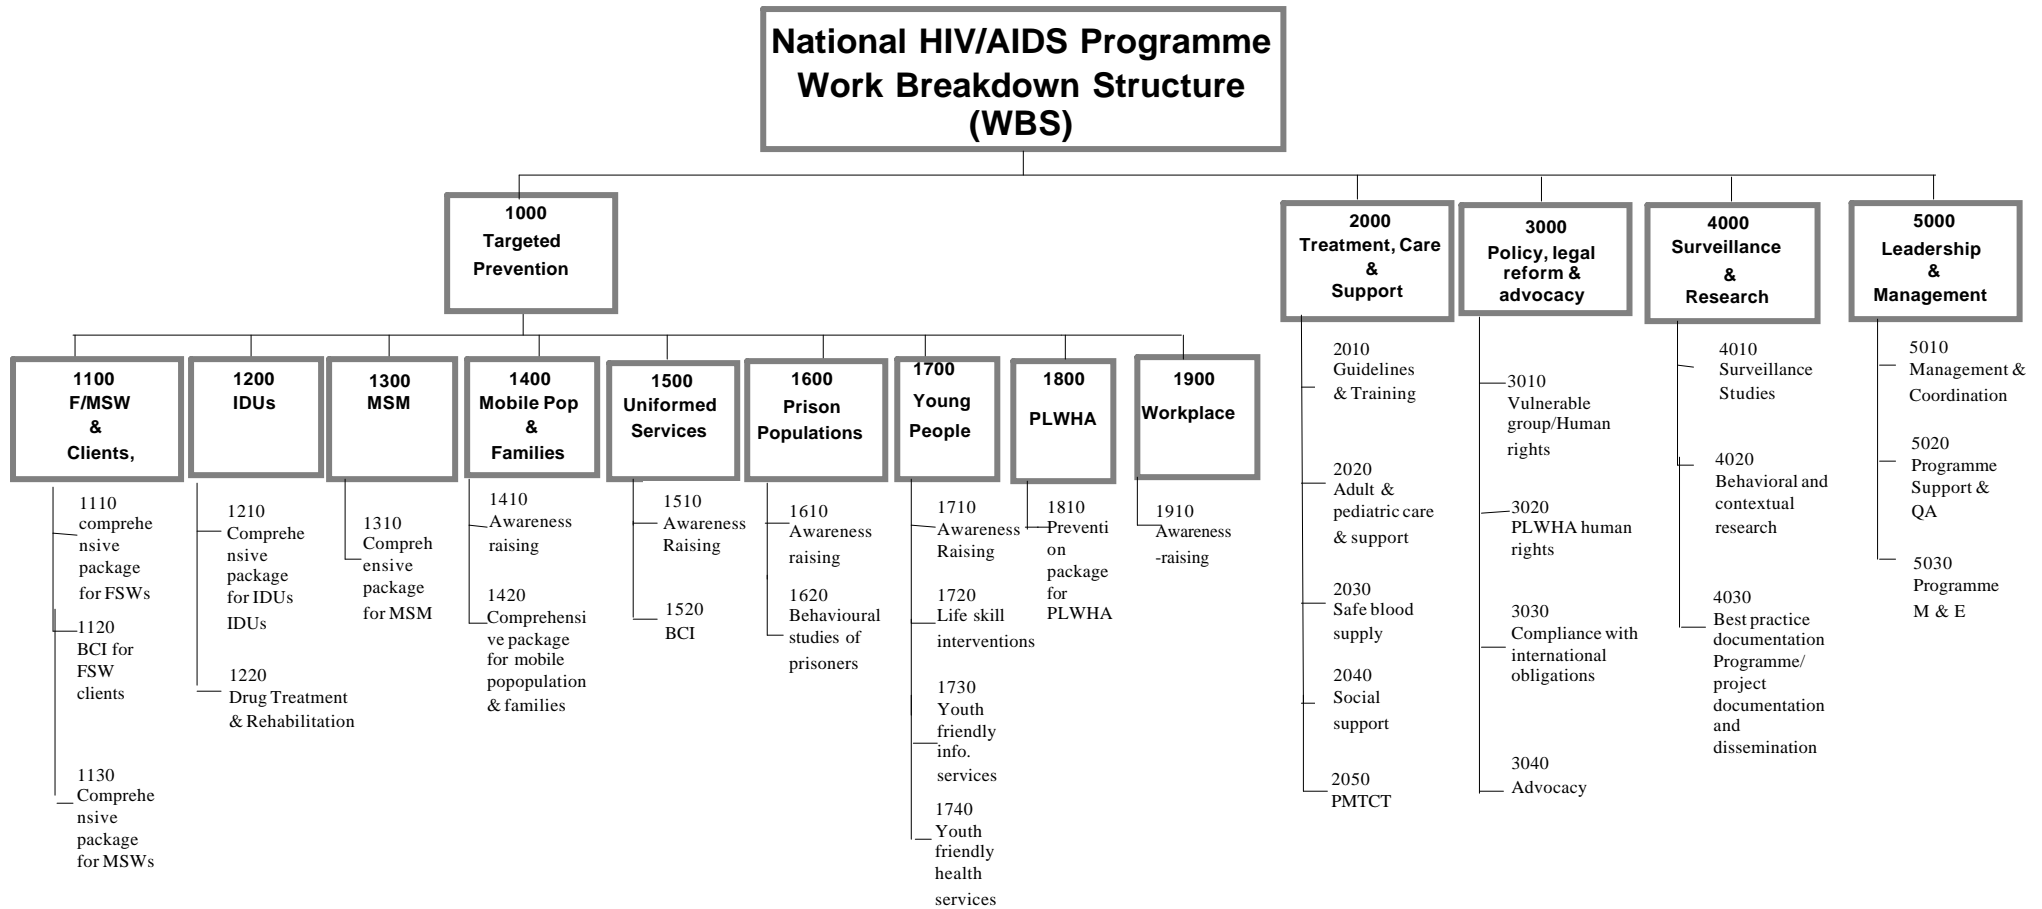 National HIV/AIDS Programme
Work Breakdown Structure
(WBS)
1000
Targeted
Prevention
2000
Treatment, Care
&
Support
3000
Policy, legal
reform &
advocacy
4000
Surveillance
&
Research
5000
Leadership
&
Management
1100
F/MSW
&
Clients,
1200
IDUs
1300
MSM
1400
Mobile Pop
&
Families
1500
Uniformed
Services
1600
Prison
Populations
1700
Young
People
1800
PLWHA
1900
Workplace
1110
comprehe
nsive
package
for FSWs
1120
BCI for
FSW
clients
1130
Comprehe
nsive
package
for MSWs
1210
Comprehe
nsive
package
for IDUs
IDUs
1220
Drug Treatment
& Rehabilitation
1310
Compreh
ensive
package
for MSM
1410
Awareness
raising
1420
Comprehensi
ve package
for mobile
popopulation
& families
1510
Awareness
Raising
1520
BCI
1610
Awareness
raising
1620
Behavioural
studies of
prisoners
1710
Awareness
Raising
1720
Life skill
interventions
1730
Youth
friendly
info.
services
1740
Youth
friendly
health
services
1810
Preventi
on
package
for
PLWHA
1910
Awareness
-raising
2010
Guidelines
& Training
2020
Adult &
pediatric care
& support
2030
Safe blood
supply
2040
Social
support
2050
PMTCT
3010
Vulnerable
group/Human
rights
3020
PLWHA human
rights
3030
Compliance with
international
obligations
3040
Advocacy
4010
Surveillance
Studies
4020
Behavioral and
contextual
research
4030
Best practice
documentation
Programme/
project
documentation
and
dissemination
5010
Management &
Coordination
5020
Programme
Support &
QA
5030
Programme
M & E